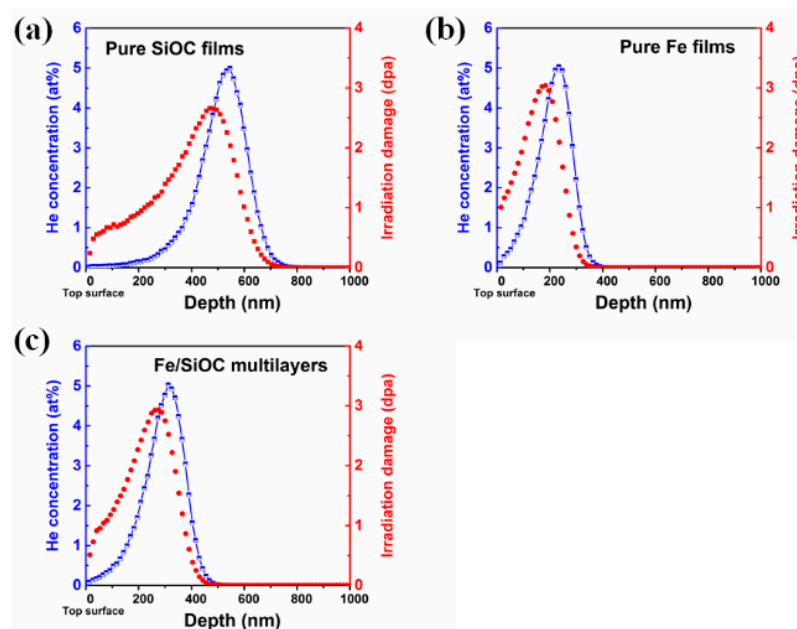 (a)
Pure SiOC films
He concentration (at%)
6
5
4
3
2
1
0
4
3
2
1
0
Irradiation damage (dpa)
0 200 400 600 800 1000
Top surface
Depth (nm)
(b)
Pure Fe films
He concentration (at%)
6
5
4
3
2
1
0
4
3
2
1
0
Irradiation damage (dpa)
0 200 400 600 800 1000
Top surface
Depth (nm)
(c)
Fe/SiOC multilayers
He concentration (at%)
6
5
4
3
2
1
0
4
3
2
1
0
Irradiation damage (dpa)
0 200 400 600 800 1000
Top surface
Depth (nm)